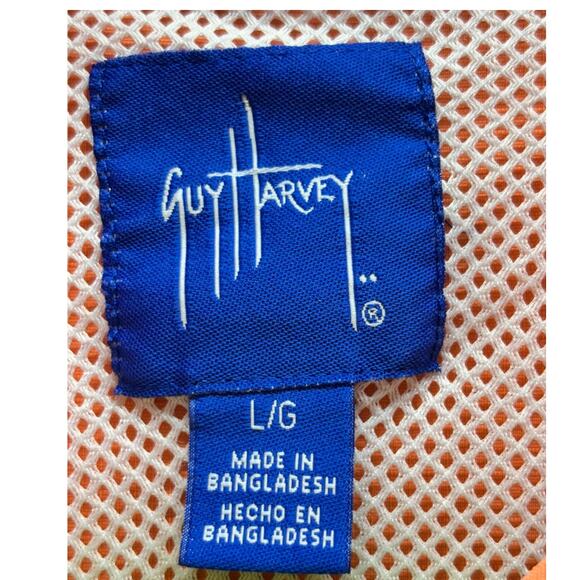 Guy Harvey
®
L/G
MADE IN
BANGLADESH
HECHO EN
BANGLADESH